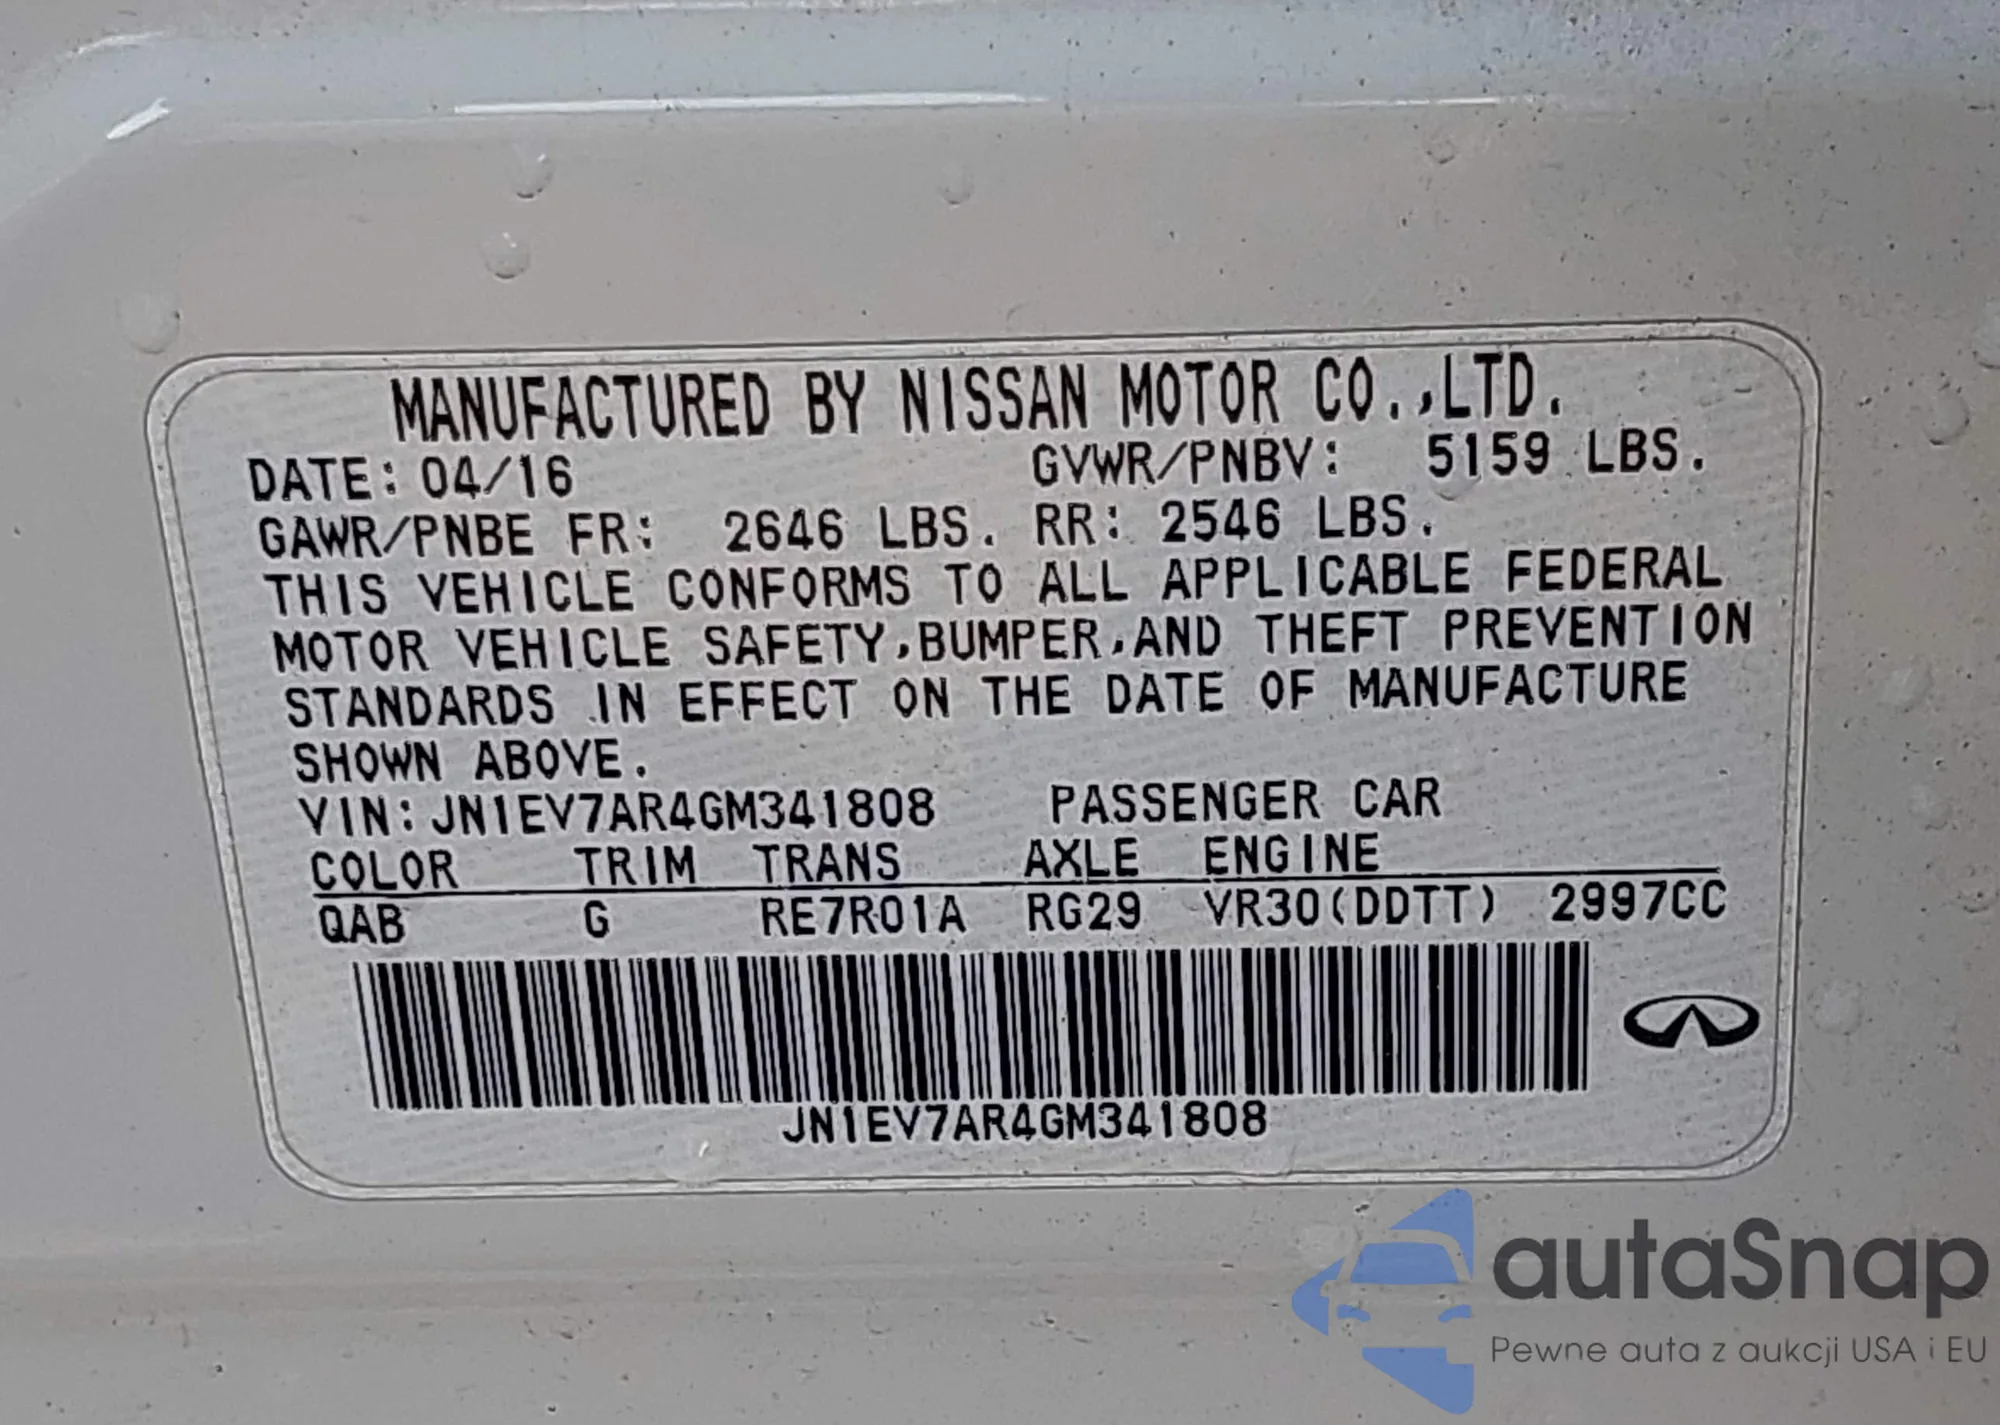 MANUFACTURED BY NISSAN MOTOR CO.,LTD.
DATE: 04/16 GVWR/PNBV: 5159 LBS.
GAWR/PNBE FR: 2646 LBS. RR: 2546 LBS.
THIS VEHICLE CONFORMS TO ALL APPLICABLE FEDERAL
MOTOR VEHICLE SAFETY,BUMPER,AND THEFT PREVENTION
STANDARDS IN EFFECT ON THE DATE OF MANUFACTURE
SHOWN ABOVE.
VIN:JN1EV7AR4GM341808 PASSENGER CAR
COLOR TRIM TRANS AXLE ENGINE
QAB G RE7R01A RG29 VR30(DDTT) 2997CC
JN1EV7AR4GM341808
autaSnap
Pewne auta z aukcji USA i EU